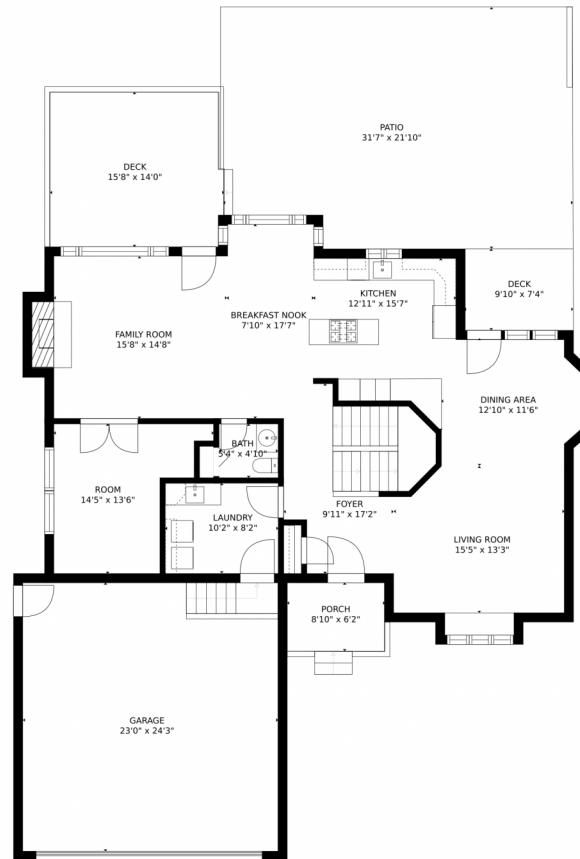 PATIO
31'7" x 21'10"
DECK
15'8" x 14'0"
DECK
9'10" x 7'4"
KITCHEN
12'11" x 15'7"
BREAKFAST NOOK
7'10" x 17'7"
FAMILY ROOM
15'8" x 14'8"
DINING AREA
12'10" x 11'6"
BATH
5'4" x 4'10"
ROOM
14'5" x 13'6"
LAUNDRY
10'2" x 8'2"
FOYER
9'11" x 17'2"
LIVING ROOM
15'5" x 13'3"
PORCH
8'10" x 6'2"
GARAGE
23'0" x 24'3"